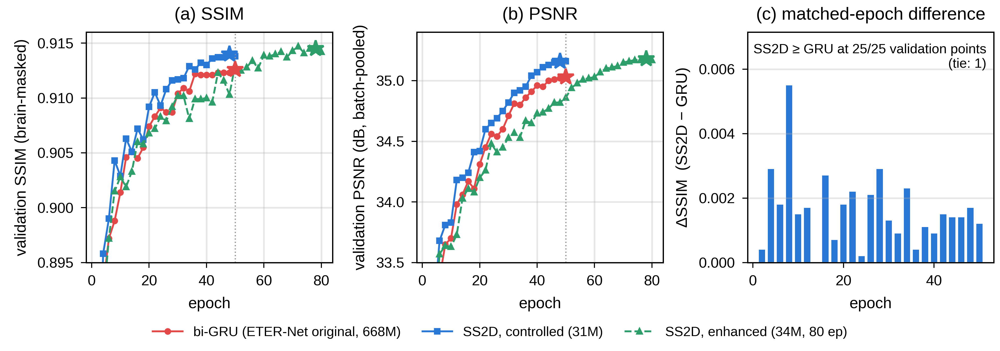 (a) SSIM
validation SSIM (brain-masked)
0.915
0.910
0.905
0.900
0.895
0 20 40 60 80
epoch
(b) PSNR
validation PSNR (dB, batch-pooled)
35.0
34.5
34.0
33.5
0 20 40 60 80
epoch
(c) matched-epoch difference
ΔSSIM (SS2D − GRU)
SS2D ≥ GRU at 25/25 validation points
(tie: 1)
0.006
0.004
0.002
0.000
0 20 40
epoch
bi-GRU (ETER-Net original, 668M)
SS2D, controlled (31M)
SS2D, enhanced (34M, 80 ep)